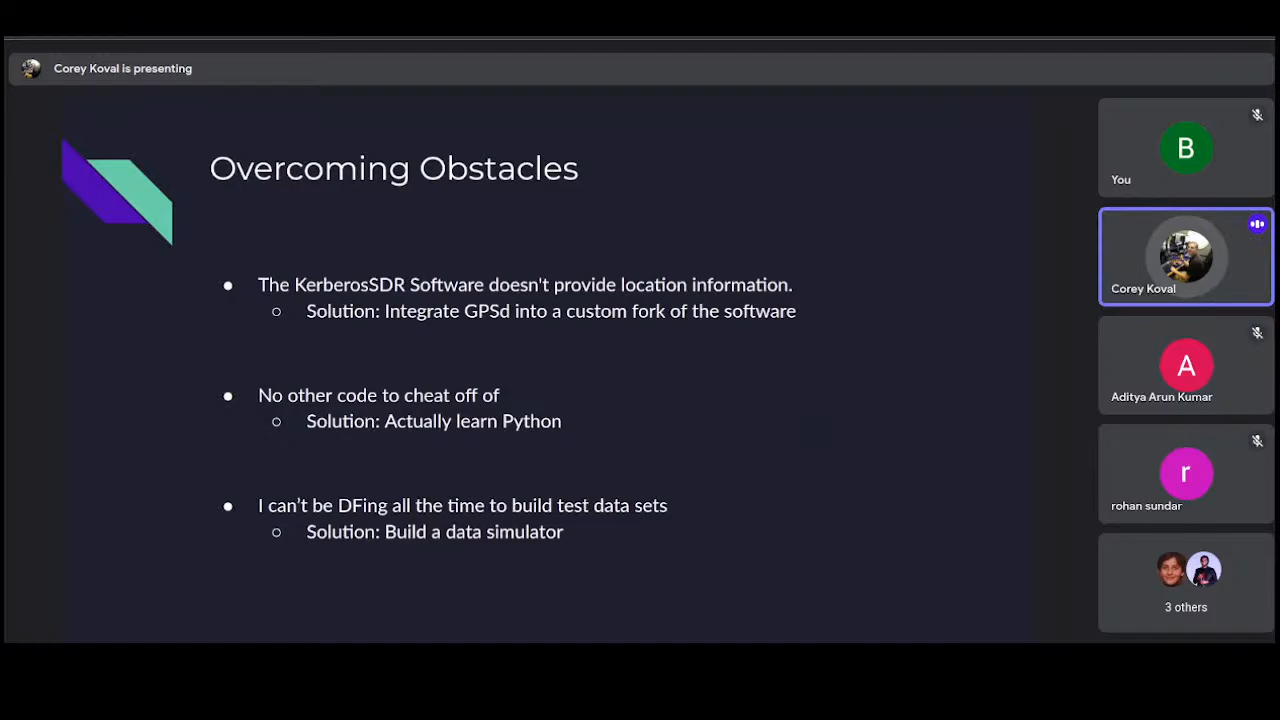 Corey Koval is presenting
Overcoming Obstacles
● The KerberosSDR Software doesn't provide location information.
○ Solution: Integrate GPSd into a custom fork of the software
● No other code to cheat off of
○ Solution: Actually learn Python
● I can’t be DFing all the time to build test data sets
○ Solution: Build a data simulator
B
You
Corey Koval
A
Aditya Arun Kumar
r
rohan sundar
3 others